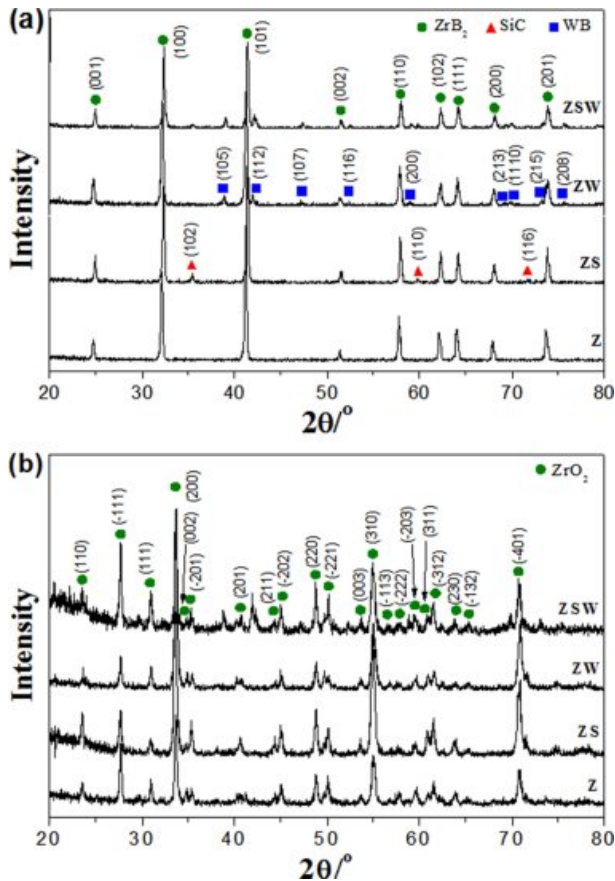 (a)
ZrB2 SiC WB
(001) (100) (101) (002) (110) (102) (111) (200) (201)
ZSW
(105) (112) (107) (116) (200) (213) (1110) (215) (208)
ZW
(102) (110) (116)
ZS
Z
Intensity
20 30 40 50 60 70 80
2θ/°
(b)
ZrO2
(110) (-111) (111) (200) (002) (-201) (201) (211) (-202) (220) (-221) (003) (310) (-113) (-222) (-203) (311) (-312) (230) (-132) (-401)
ZSW
ZW
ZS
Z
Intensity
20 30 40 50 60 70 80
2θ/°